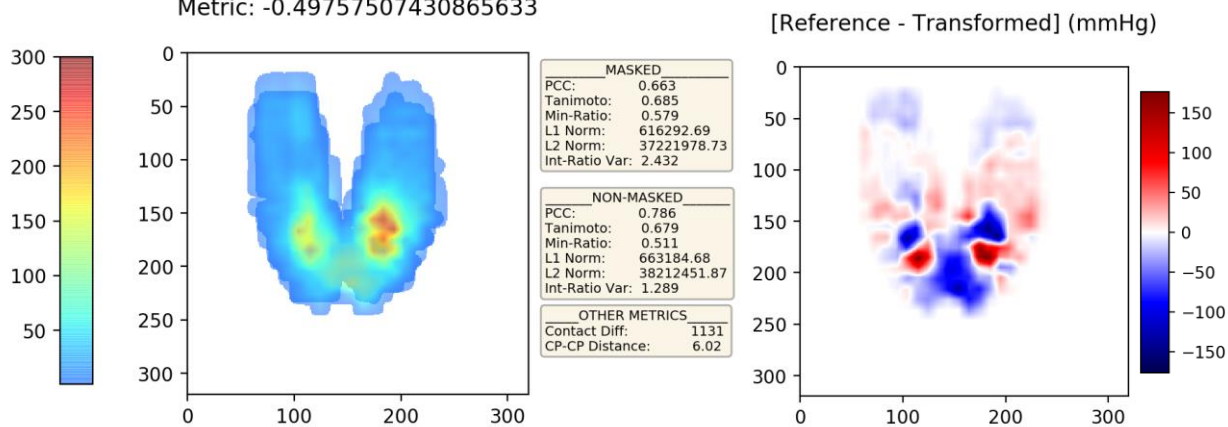 Metric: -0.49757507430865633
300
250
200
150
100
50
0
50
100
150
200
250
300
0
100
200
300
________MASKED________
PCC: 0.663
Tanimoto: 0.685
Min-Ratio: 0.579
L1 Norm: 616292.69
L2 Norm: 37221978.73
Int-Ratio Var: 2.432
______NON-MASKED______
PCC: 0.786
Tanimoto: 0.679
Min-Ratio: 0.511
L1 Norm: 663184.68
L2 Norm: 38212451.87
Int-Ratio Var: 1.289
_____OTHER METRICS_____
Contact Diff: 1131
CP-CP Distance: 6.02
[Reference - Transformed] (mmHg)
0
50
100
150
200
250
300
0
100
200
300
150
100
50
0
−50
−100
−150